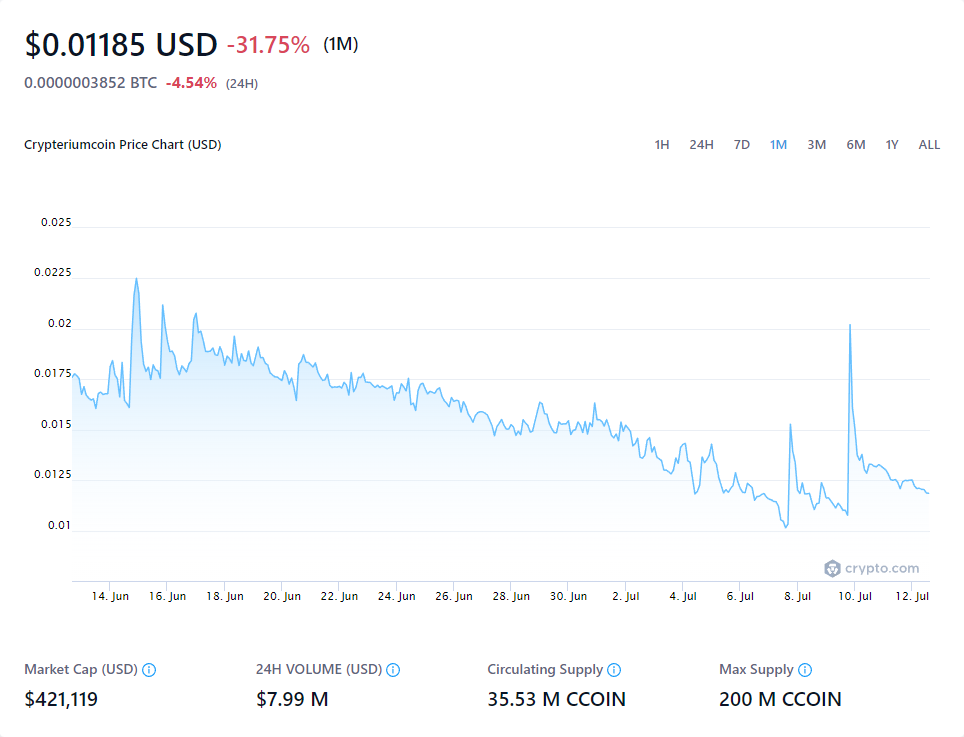 $0.01185 USD -31.75% (1M)
0.0000003852 BTC -4.54% (24H)
Crypteriumcoin Price Chart (USD) 1H 24H 7D 1M 3M 6M 1Y ALL
0.025
0.0225
0.02
0.0175
0.015
0.0125
0.01
crypto.com
14. Jun 16. Jun 18. Jun 20. Jun 22. Jun 24. Jun 26. Jun 28. Jun 30. Jun 2. Jul 4. Jul 6. Jul 8. Jul 10. Jul 12. Jul
Market Cap (USD) 24H VOLUME (USD) Circulating Supply Max Supply
$421,119 $7.99 M 35.53 M CCOIN 200 M CCOIN